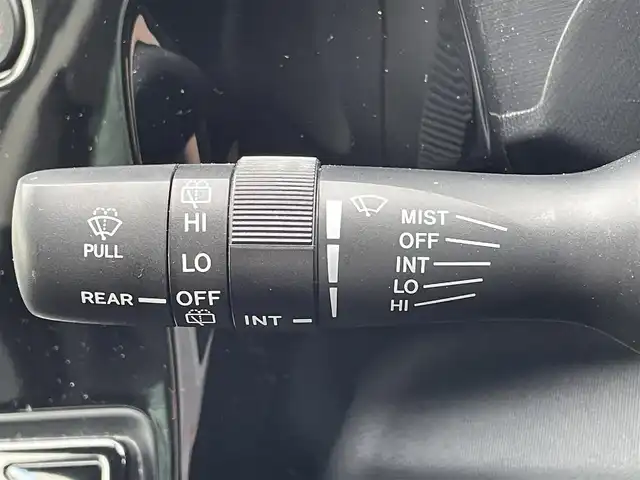 PULL
REAR
HI
LO
OFF
INT
MIST
OFF
INT
LO
HI